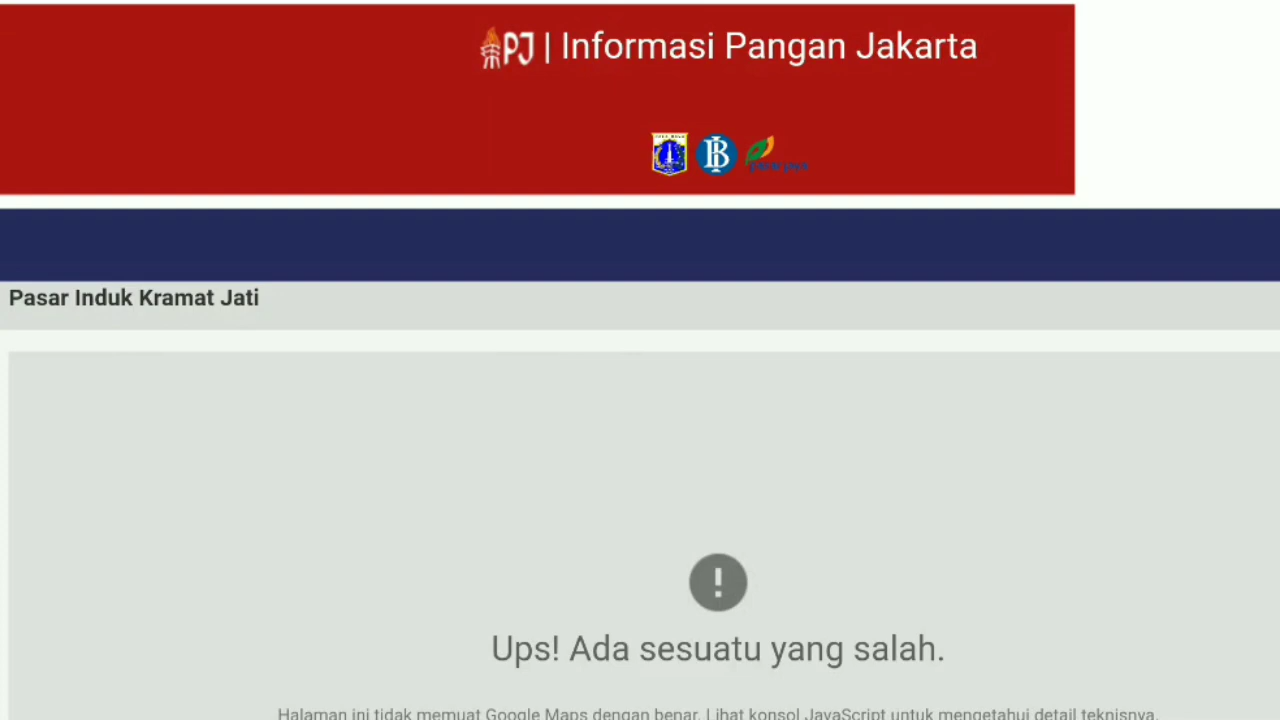 PJ | Informasi Pangan Jakarta
Pasar Induk Kramat Jati
Ups! Ada sesuatu yang salah.
Halaman ini tidak memuat Google Maps dengan benar. Lihat konsol JavaScript untuk mengetahui detail teknisnya.